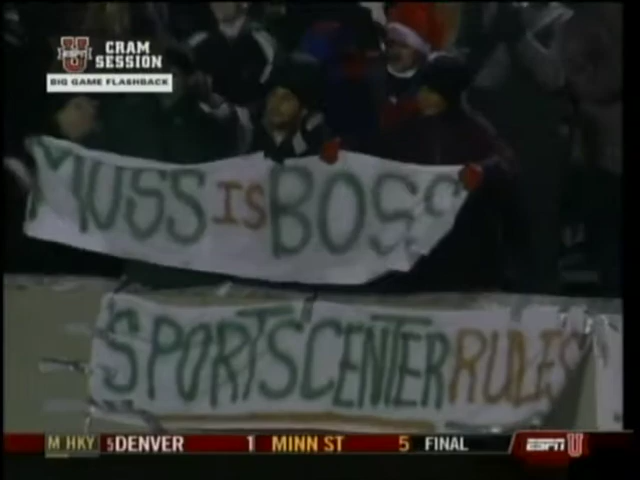 ESPN U CRAM
SESSION
BIG GAME FLASHBACK
MUSS IS BOSS
SPORTSCENTER RULES
M HKY 5 DENVER 1 MINN ST 5 FINAL ESPN U